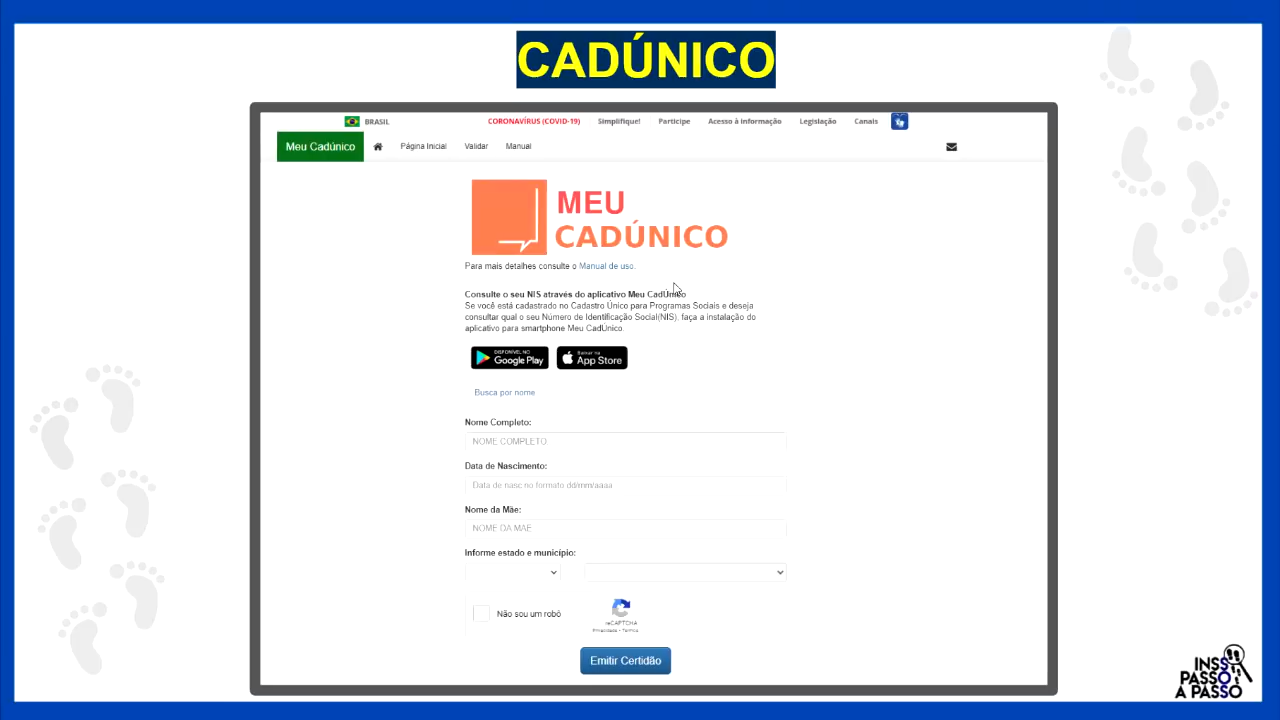 CADÚNICO
BRASIL
CORONAVÍRUS (COVID-19) Simplifique! Participe Acesso à informação Legislação Canais
Meu Cadúnico Página Inicial Validar Manual
MEU
CADÚNICO
Para mais detalhes consulte o Manual de uso.
Consulte o seu NIS através do aplicativo Meu CadÚnico
Se você está cadastrado no Cadastro Único para Programas Sociais e deseja
consultar qual o seu Número de Identificação Social(NIS), faça a instalação do
aplicativo para smartphone Meu CadÚnico.
DISPONÍVEL NO
Google Play
Baixar na
App Store
Busca por nome
Nome Completo:
NOME COMPLETO
Data de Nascimento:
Data de nasc no formato dd/mm/aaaa
Nome da Mãe:
NOME DA MAE
Informe estado e município:
Não sou um robô
reCAPTCHA
Privacidade - Termos
Emitir Certidão
INSS
PASSO
A PASSO